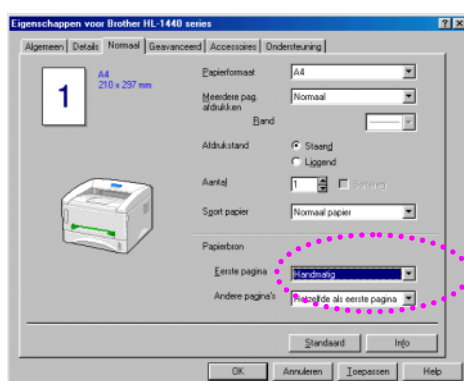 Eigenschappen voor Brother HL-1440 series
Algemeen Details Normaal Geavanceerd Accessoires Ondersteuning
1
A4
210 x 297 mm
Papierformaat A4
Meerdere pag. afdrukken Normaal
Rand
Afdrukstand Staand
Liggend
Aantal 1 Sorteren
Soort papier Normaal papier
Papierbron
Eerste pagina Handmatig
Andere pagina's Hetzelfde als eerste pagina
Standaard Info
OK Annuleren Toepassen Help